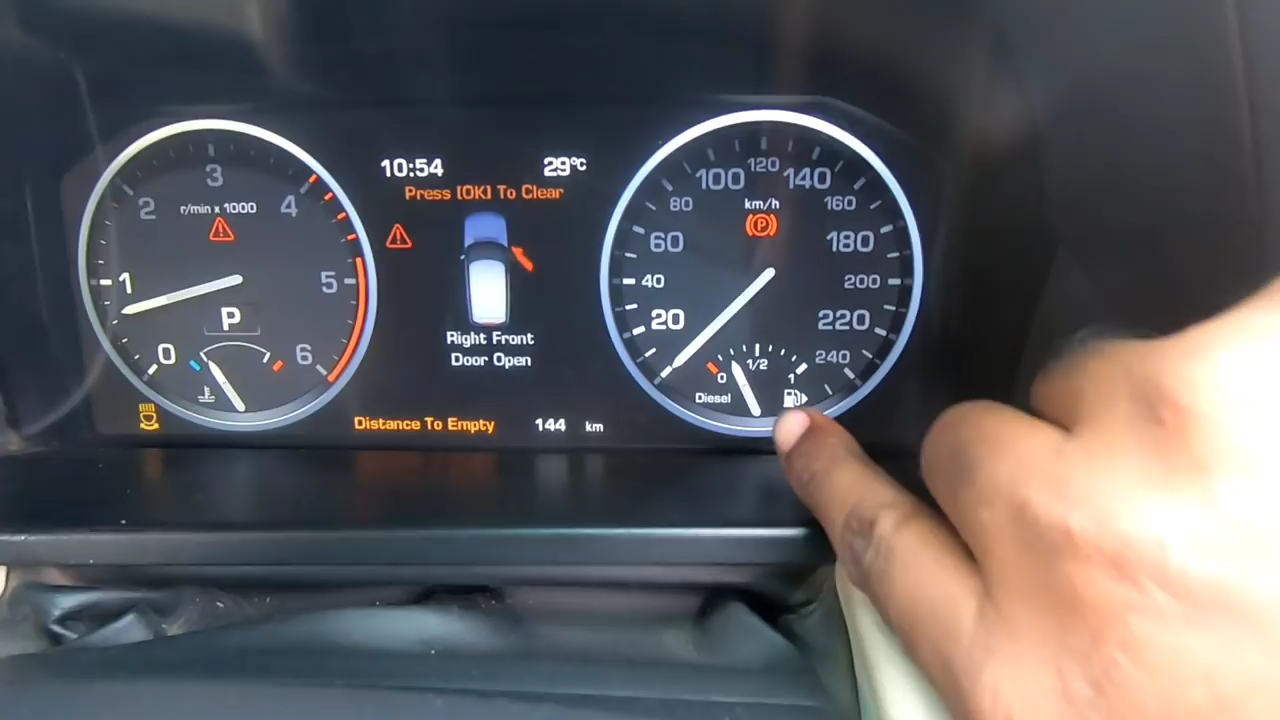 3
2
4
r/min x 1000
1
5
P
0
6
10:54
29°C
Press [OK] To Clear
Right Front
Door Open
Distance To Empty 144 km
120
100
140
80
km/h
160
60
(P)
180
40
200
20
220
1/2
240
0
1
Diesel